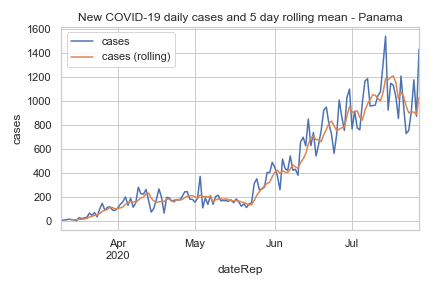 New COVID-19 daily cases and 5 day rolling mean - Panama
cases
cases (rolling)
1600
1400
1200
1000
800
600
400
200
0
cases
Apr
2020
May
Jun
Jul
dateRep